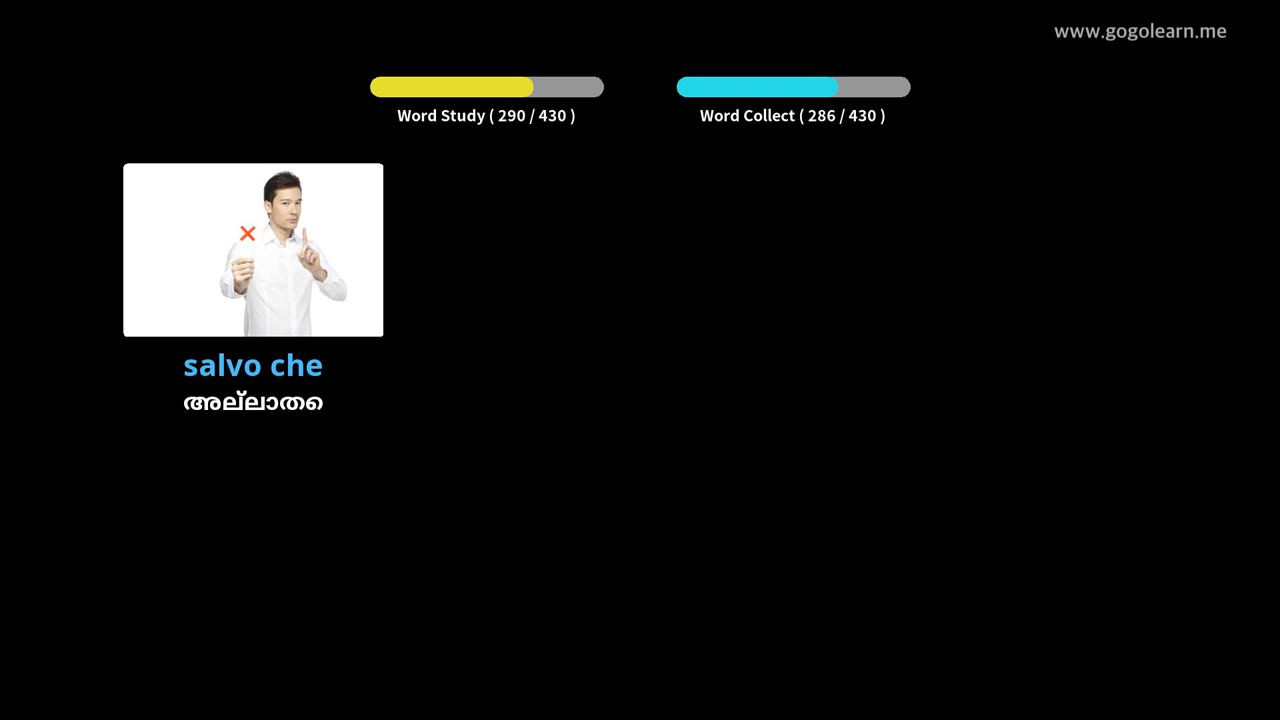 www.gogolearn.me
Word Study ( 290 / 430 )
Word Collect ( 286 / 430 )
salvo che
അല്ലാതെ